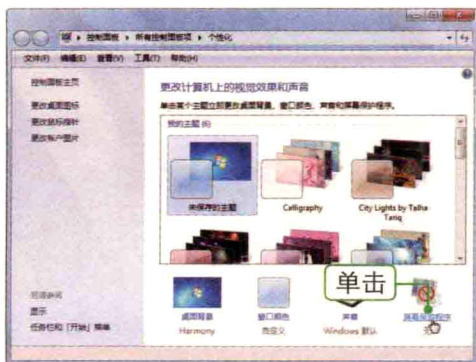 控制面板 ▸ 所有控制面板项 ▸ 个性化
文件(F) 编辑(E) 查看(V) 工具(T) 帮助(H)
控制面板主页
更改桌面图标
更改鼠标指针
更改帐户图片
更改计算机上的视觉效果和声音
单击某个主题立即更改桌面背景、窗口颜色、声音和屏幕保护程序。
我的主题 (6)
未保存的主题
Calligraphy
City Lights by Talha Tariq
单击
桌面背景
Harmony
窗口颜色
自定义
声音
Windows 默认
屏幕保护程序
无
另请参阅
显示
任务栏和「开始」菜单